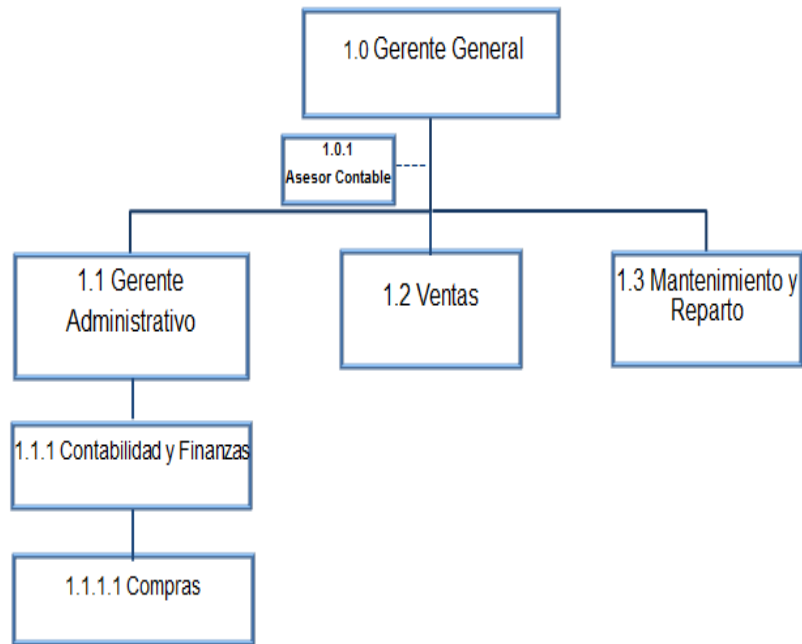 1.0 Gerente General
1.0.1
Asesor Contable
1.1 Gerente
Administrativo
1.2 Ventas
1.3 Mantenimiento y
Reparto
1.1.1 Contabilidad y Finanzas
1.1.1.1 Compras